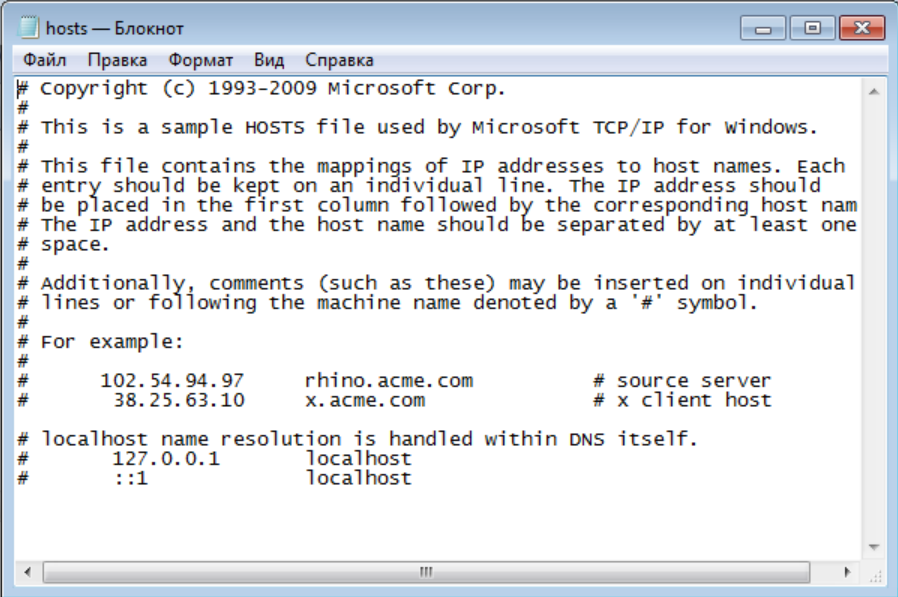 hosts — Блокнот
Файл Правка Формат Вид Справка
# Copyright (c) 1993-2009 Microsoft Corp.
#
# This is a sample HOSTS file used by Microsoft TCP/IP for Windows.
#
# This file contains the mappings of IP addresses to host names. Each
# entry should be kept on an individual line. The IP address should
# be placed in the first column followed by the corresponding host nam
# The IP address and the host name should be separated by at least one
# space.
#
# Additionally, comments (such as these) may be inserted on individual
# lines or following the machine name denoted by a '#' symbol.
#
# For example:
#
#      102.54.94.97     rhino.acme.com          # source server
#       38.25.63.10     x.acme.com              # x client host

# localhost name resolution is handled within DNS itself.
#       127.0.0.1       localhost
#       ::1             localhost